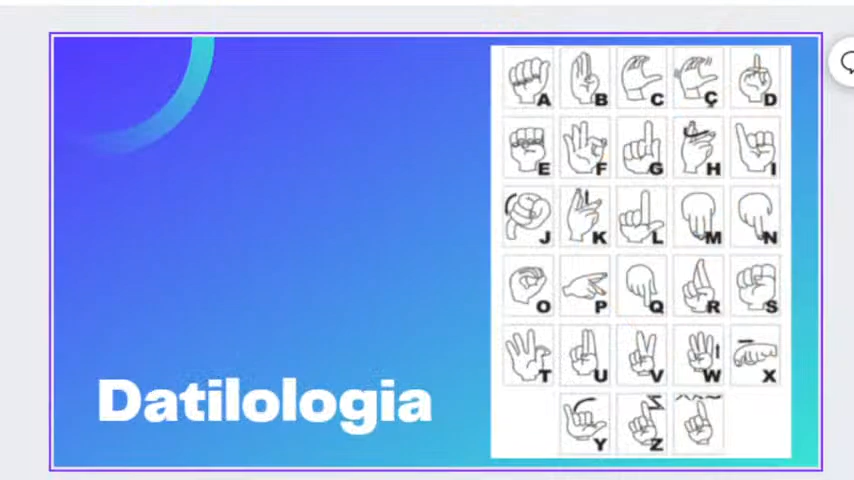 A B C Ç D
E F G H I
J K L M N
O P Q R S
T U V W X
Y Z
Datilologia